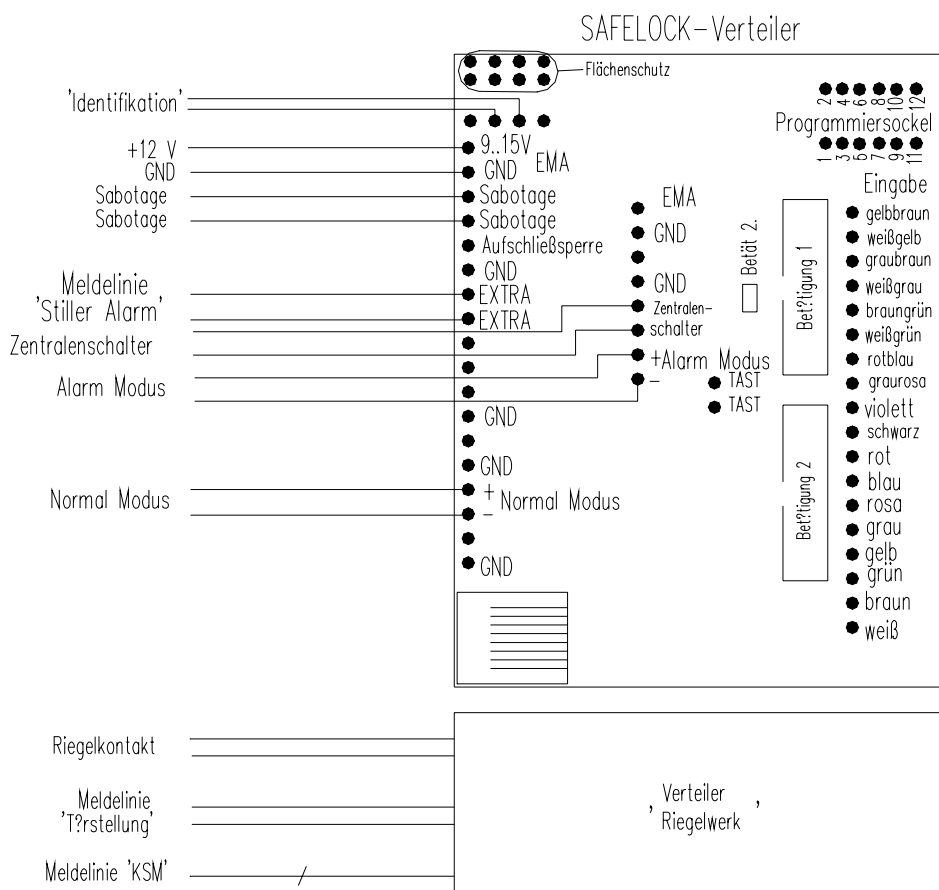 SAFELOCK-Verteiler
Flächenschutz
'Identifikation'
2
4
6
8
10
12
Programmiersockel
1
3
5
7
9
11
+12 V
GND
Sabotage
Sabotage
Meldelinie
'Stiller Alarm'
Zentralenschalter
Alarm Modus
Normal Modus
9..15V
EMA
GND
Sabotage
Sabotage
Aufschließsperre
GND
EXTRA
EXTRA
GND
GND
+
Normal Modus
-
GND
EMA
GND
GND
Zentralen-
schalter
+Alarm Modus
-
TAST
TAST
Betät 2.
Bet?tigung 1
Bet?tigung 2
Eingabe
gelbbraun
weißgelb
graubraun
weißgrau
braungrün
weißgrün
rotblau
graurosa
violett
schwarz
rot
blau
rosa
grau
gelb
grün
braun
weiß
Riegelkontakt
Meldelinie
'T?rstellung'
Meldelinie 'KSM'
Verteiler
' Riegelwerk '